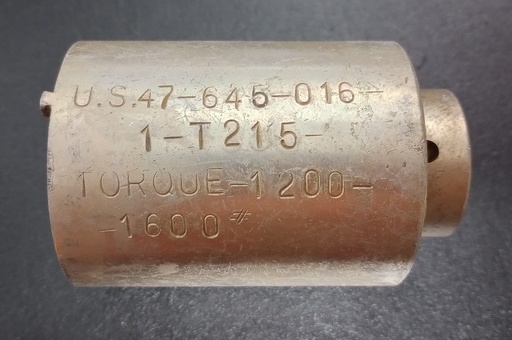 U.S.47-645-016-
1-T215-
TORQUE-1200-
-1600#